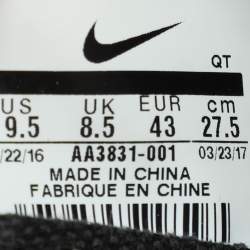 QT
US UK EUR cm
9.5 8.5 43 27.5
/22/16 AA3831-001 03/23/17
MADE IN CHINA
FABRIQUE EN CHINE